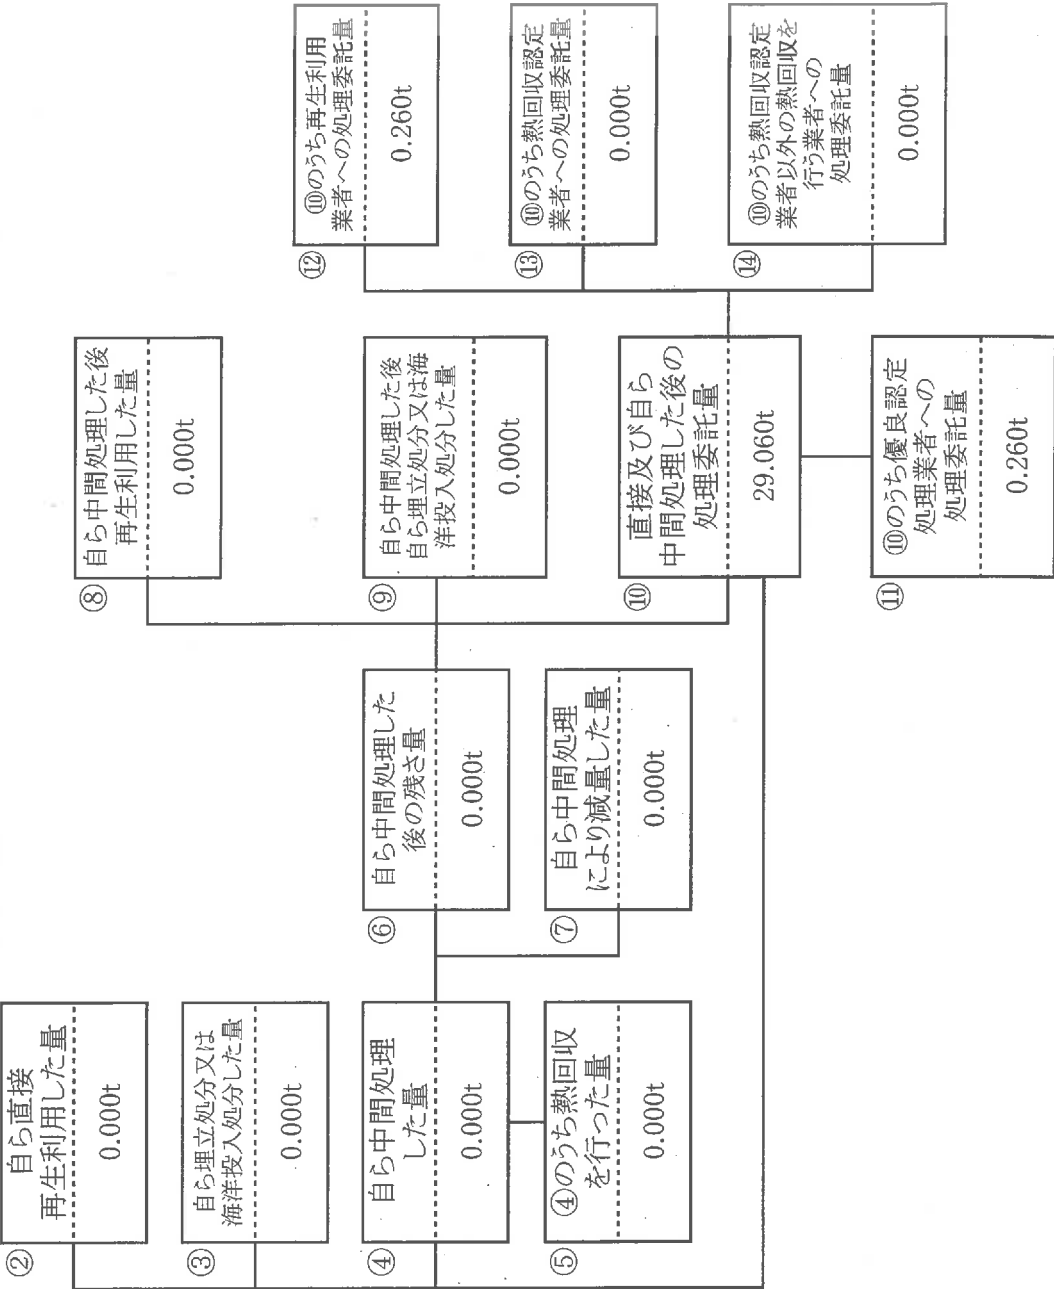 ②
自ら直接
再生利用した量
0.000t
③
自ら埋立処分又は
海洋投入処分した量
0.000t
④
自ら中間処理
した量
0.000t
⑤
④のうち熱回収
を行った量
0.000t
⑥
自ら中間処理した
後の残さ量
0.000t
⑦
自ら中間処理
により減量した量
0.000t
⑧
自ら中間処理した後
再生利用した量
0.000t
⑨
自ら中間処理した後
自ら埋立処分又は海
洋投入処分した量
0.000t
⑩
直接及び自ら
中間処理した後の
処理委託量
29.060t
⑪
⑩のうち優良認定
処理業者への
処理委託量
0.260t
⑫
⑩のうち再生利用
業者への処理委託量
0.260t
⑬
⑩のうち熱回収認定
業者への処理委託量
0.000t
⑭
⑩のうち熱回収認定
業者以外の熱回収を
行う業者への
処理委託量
0.000t